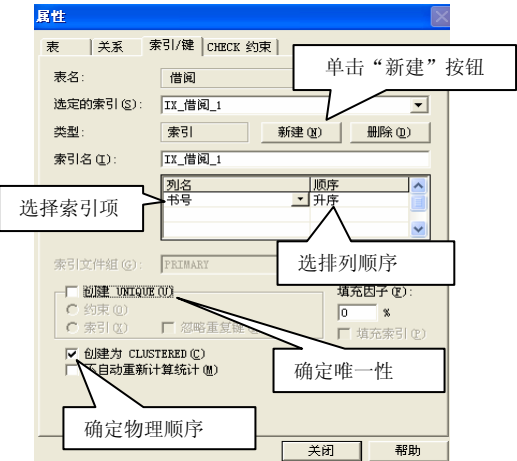 属性
表 关系 索引/键 CHECK 约束
单击“新建”按钮
表名: 借阅
选定的索引(S): IX_借阅_1
类型: 索引 新建(N) 删除(D)
索引名(I): IX_借阅_1
列名 顺序
书号 升序
选择索引项
选排列顺序
索引文件组(G): PRIMARY
创建 UNIQUE(U) 填充因子(F):
约束(O) 0 %
索引(X) 忽略重复键 填充索引(P)
创建为 CLUSTERED(C)
不自动重新计算统计(M)
确定唯一性
确定物理顺序
关闭 帮助